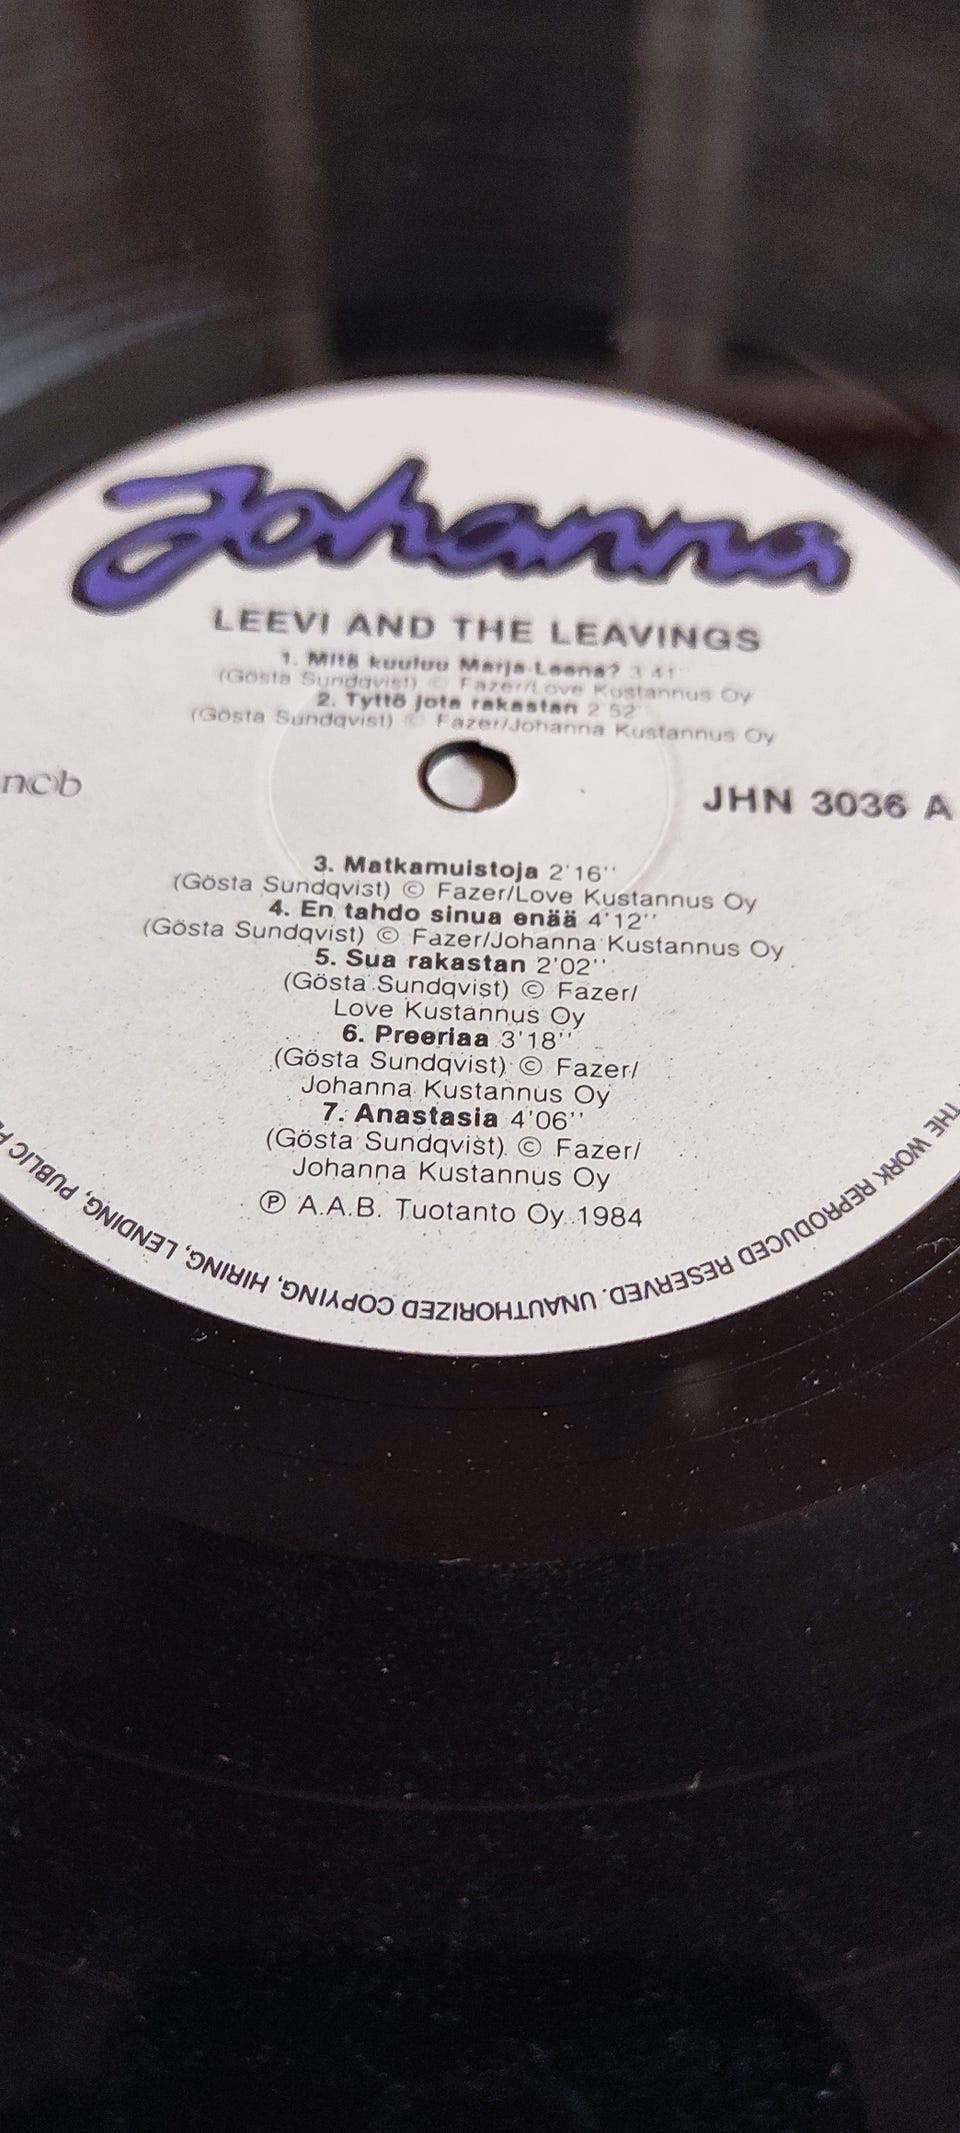 Johanna
LEEVI AND THE LEAVINGS
1. Mitä kuuluu Marja-Leena? 3'41''
(Gösta Sundqvist) © Fazer/Love Kustannus Oy
2. Tyttö jota rakastan 2'52''
(Gösta Sundqvist) © Fazer/Johanna Kustannus Oy
ncb
JHN 3036 A
3. Matkamuistoja 2'16''
(Gösta Sundqvist) © Fazer/Love Kustannus Oy
4. En tahdo sinua enää 4'12''
(Gösta Sundqvist) © Fazer/Johanna Kustannus Oy
5. Sua rakastan 2'02''
(Gösta Sundqvist) © Fazer/
Love Kustannus Oy
6. Preeriaa 3'18''
(Gösta Sundqvist) © Fazer/
Johanna Kustannus Oy
7. Anastasia 4'06''
(Gösta Sundqvist) © Fazer/
Johanna Kustannus Oy
℗ A.A.B. Tuotanto Oy 1984
THE WORK REPRODUCED RESERVED. UNAUTHORIZED COPYING, HIRING, LENDING, PUBLIC